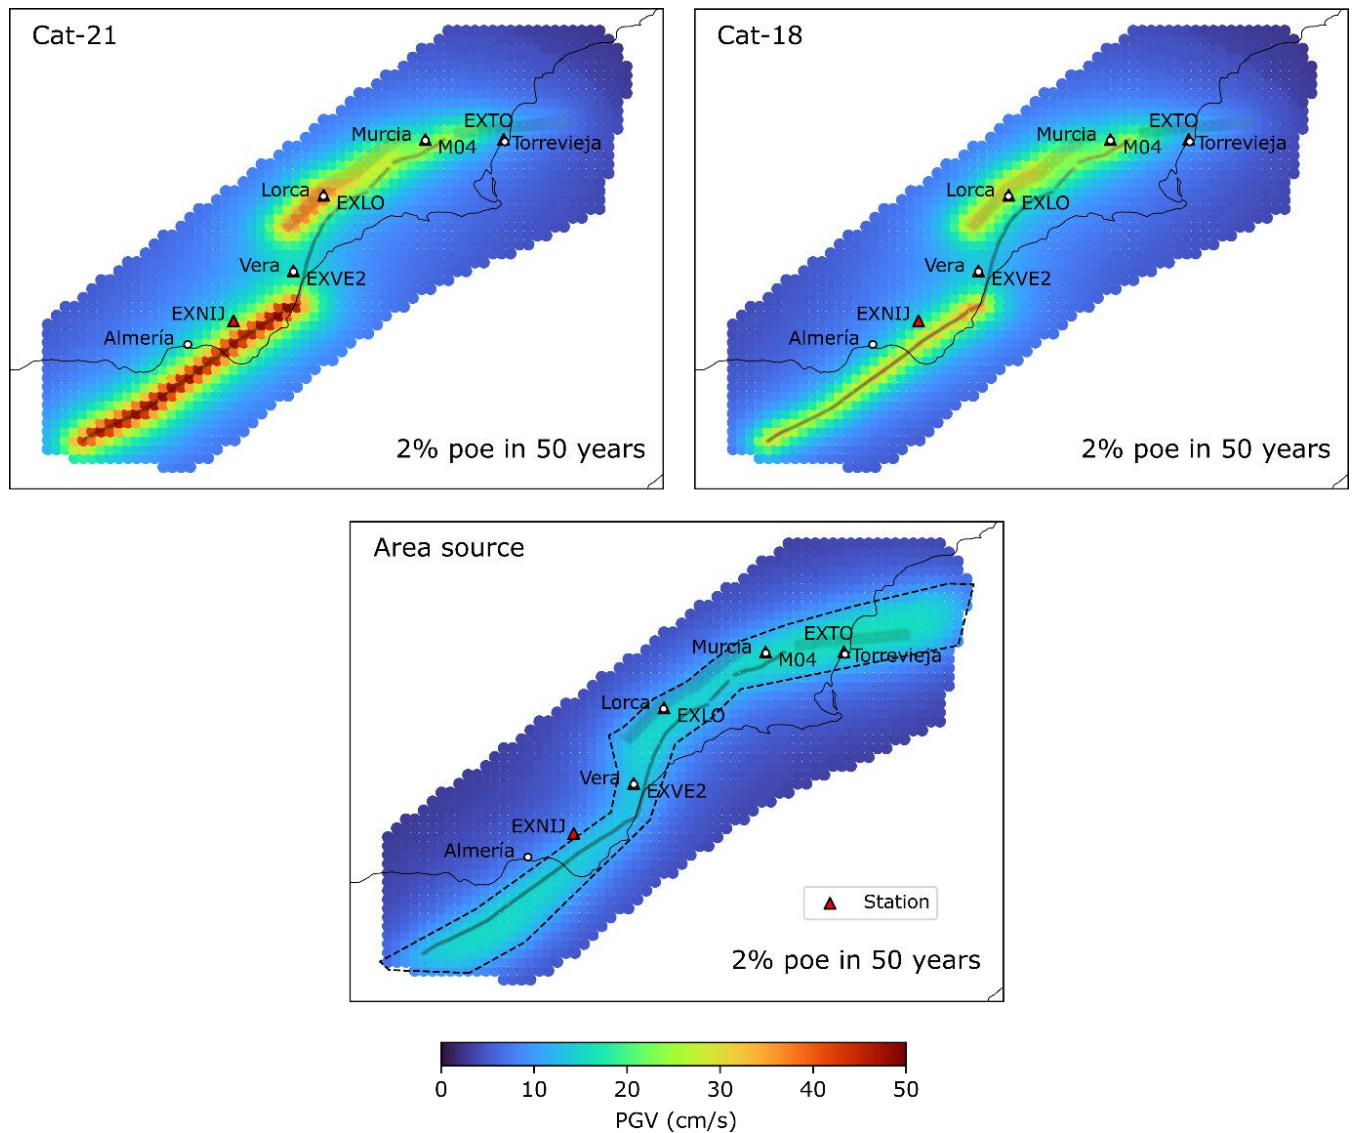 Cat-21
EXTO
Murcia
M04
Torrevieja
Lorca
EXLO
Vera
EXVE2
EXNIJ
Almería
2% poe in 50 years
Cat-18
EXTO
Murcia
M04
Torrevieja
Lorca
EXLO
Vera
EXVE2
EXNIJ
Almería
2% poe in 50 years
Area source
EXTO
Murcia
M04
Torrevieja
Lorca
EXLO
Vera
EXVE2
EXNIJ
Almería
Station
2% poe in 50 years
0 10 20 30 40 50
PGV (cm/s)